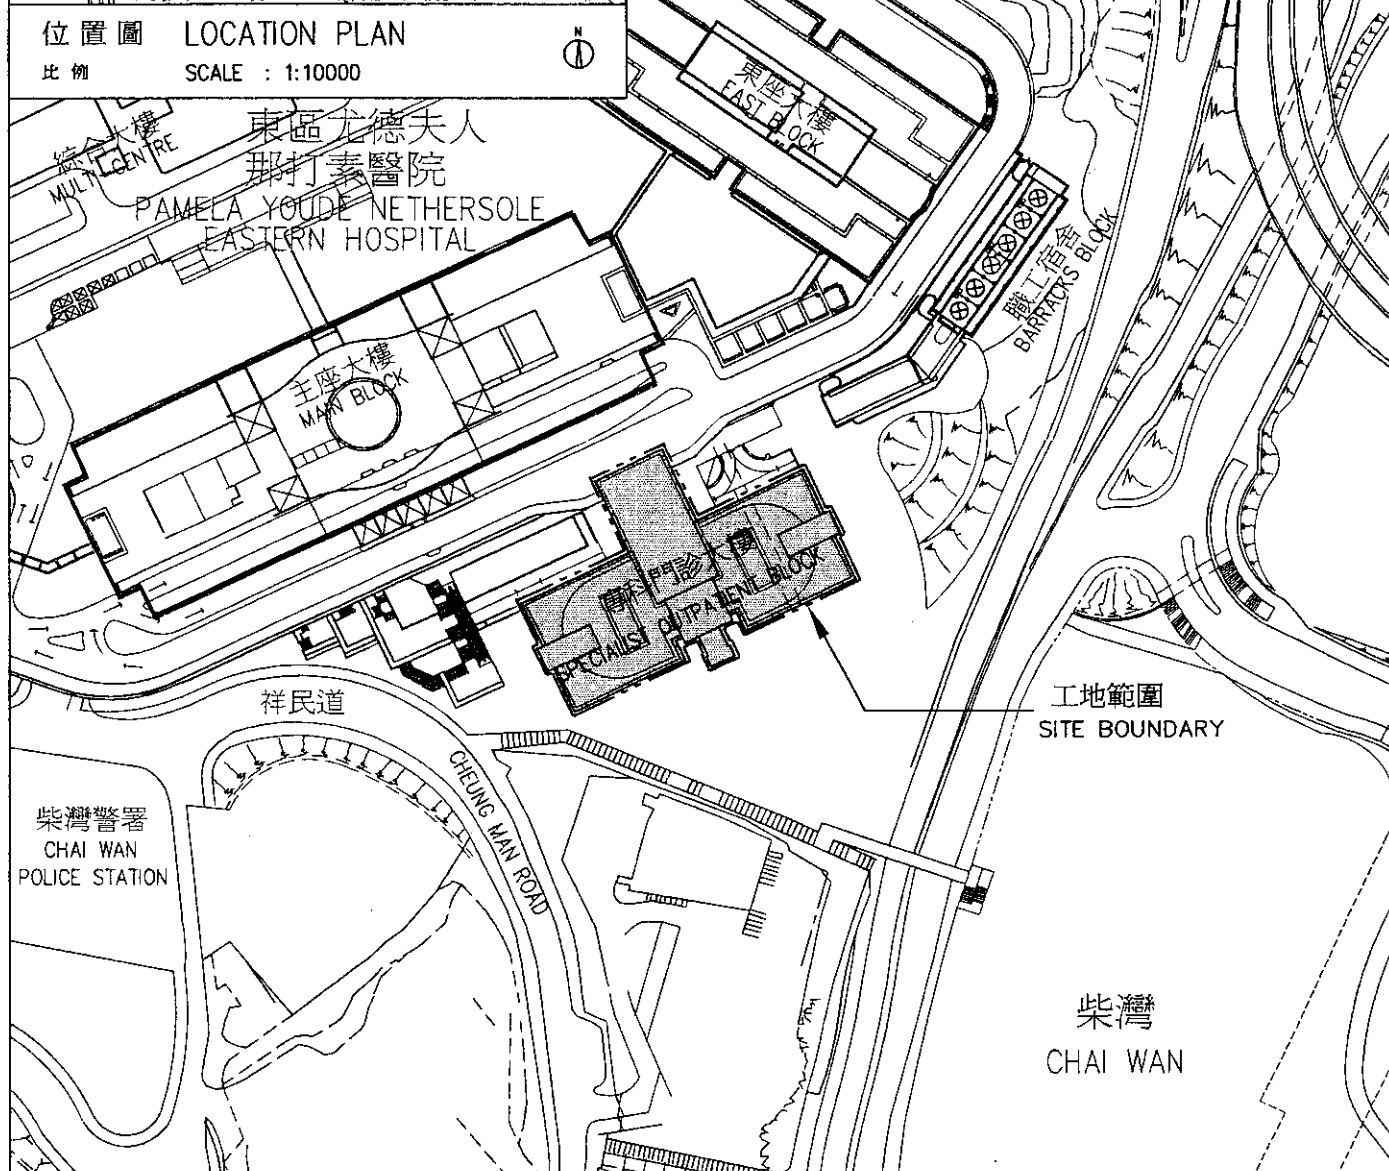 位置圖 LOCATION PLAN
比例 SCALE : 1:10000
N
東座大樓
EAST BLOCK
綜合大樓
MULTI CENTRE
東區尤德夫人
那打素醫院
PAMELA YOUDE NETHERSOLE
EASTERN HOSPITAL
職工宿舍
BARRACKS BLOCK
主座大樓
MAIN BLOCK
專科門診大樓
SPECIALIST OUTPATIENT BLOCK
工地範圍
SITE BOUNDARY
祥民道
CHEUNG MAN ROAD
柴灣警署
CHAI WAN
POLICE STATION
柴灣
CHAI WAN